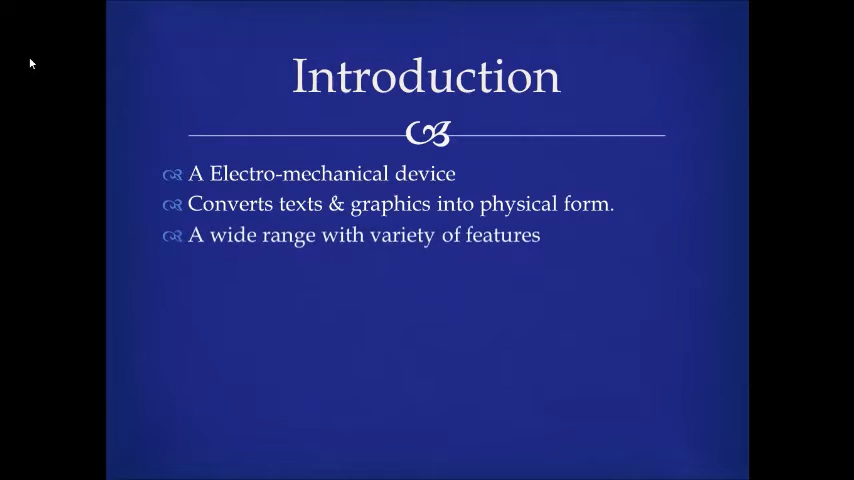 Introduction
A Electro-mechanical device
Converts texts & graphics into physical form.
A wide range with variety of features